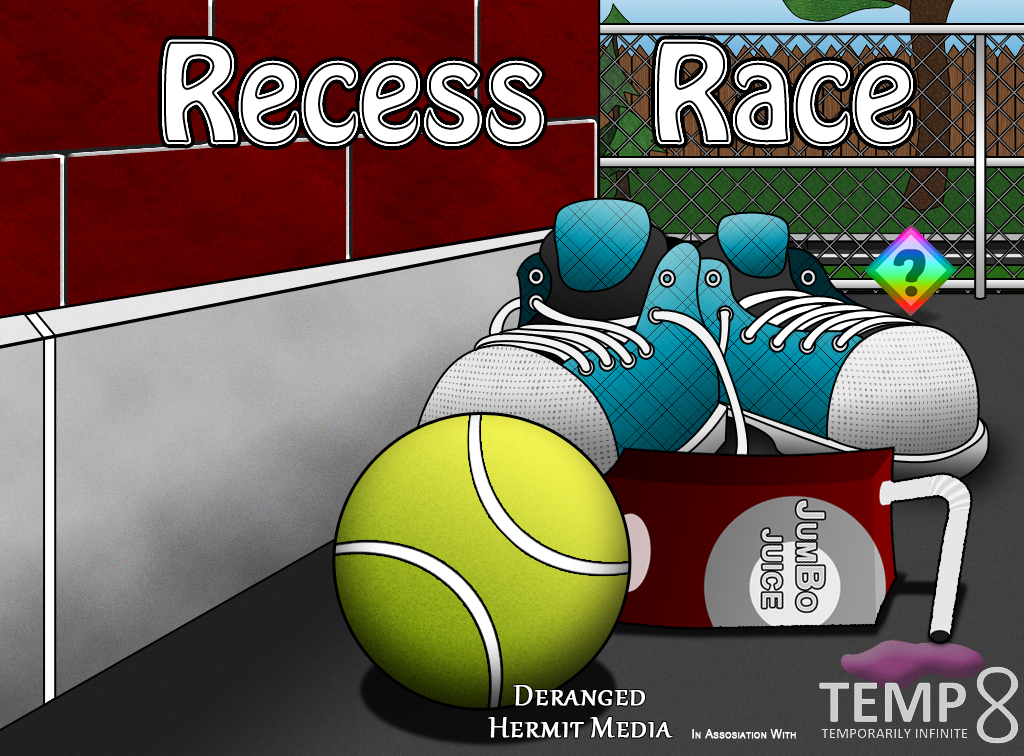 Recess Race
?
JumBo
JUICE
Deranged
Hermit Media
In Assosiation With
TEMP8
TEMPORARILY INFINITE